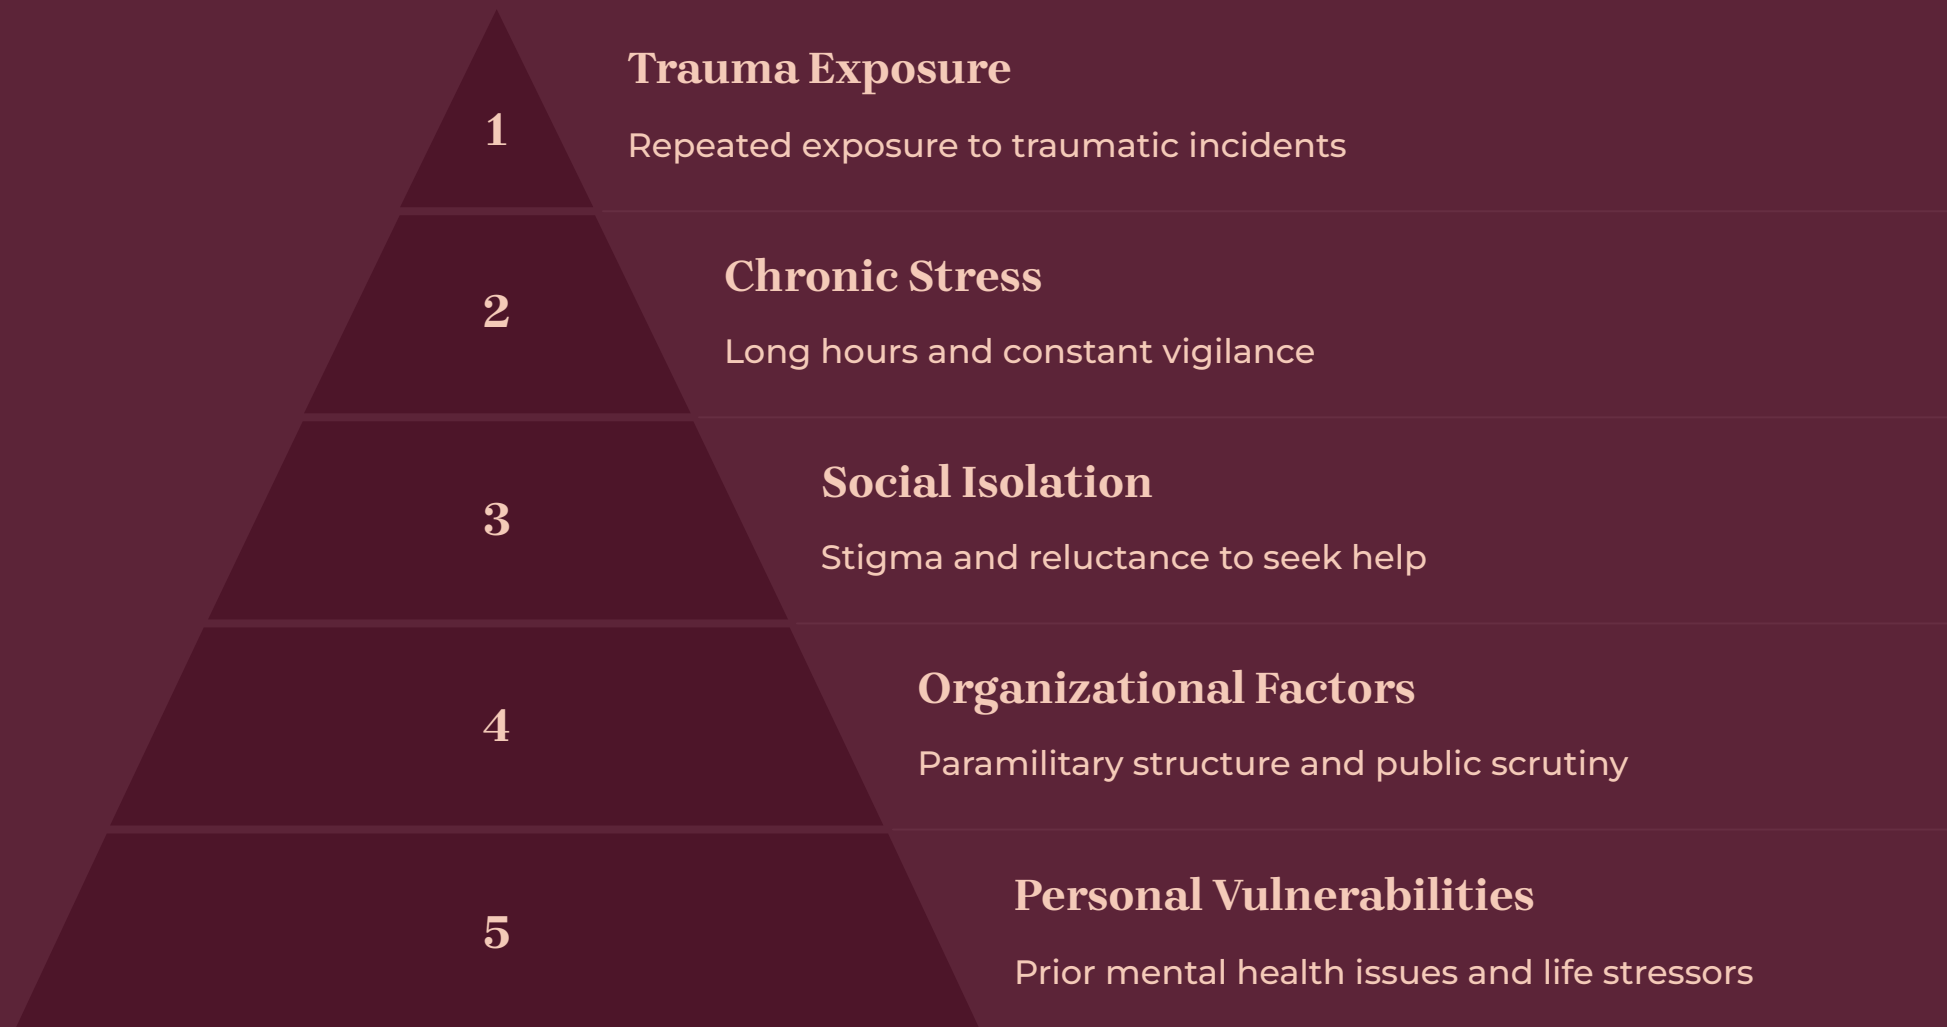 1
Trauma Exposure
Repeated exposure to traumatic incidents
2
Chronic Stress
Long hours and constant vigilance
3
Social Isolation
Stigma and reluctance to seek help
4
Organizational Factors
Paramilitary structure and public scrutiny
5
Personal Vulnerabilities
Prior mental health issues and life stressors